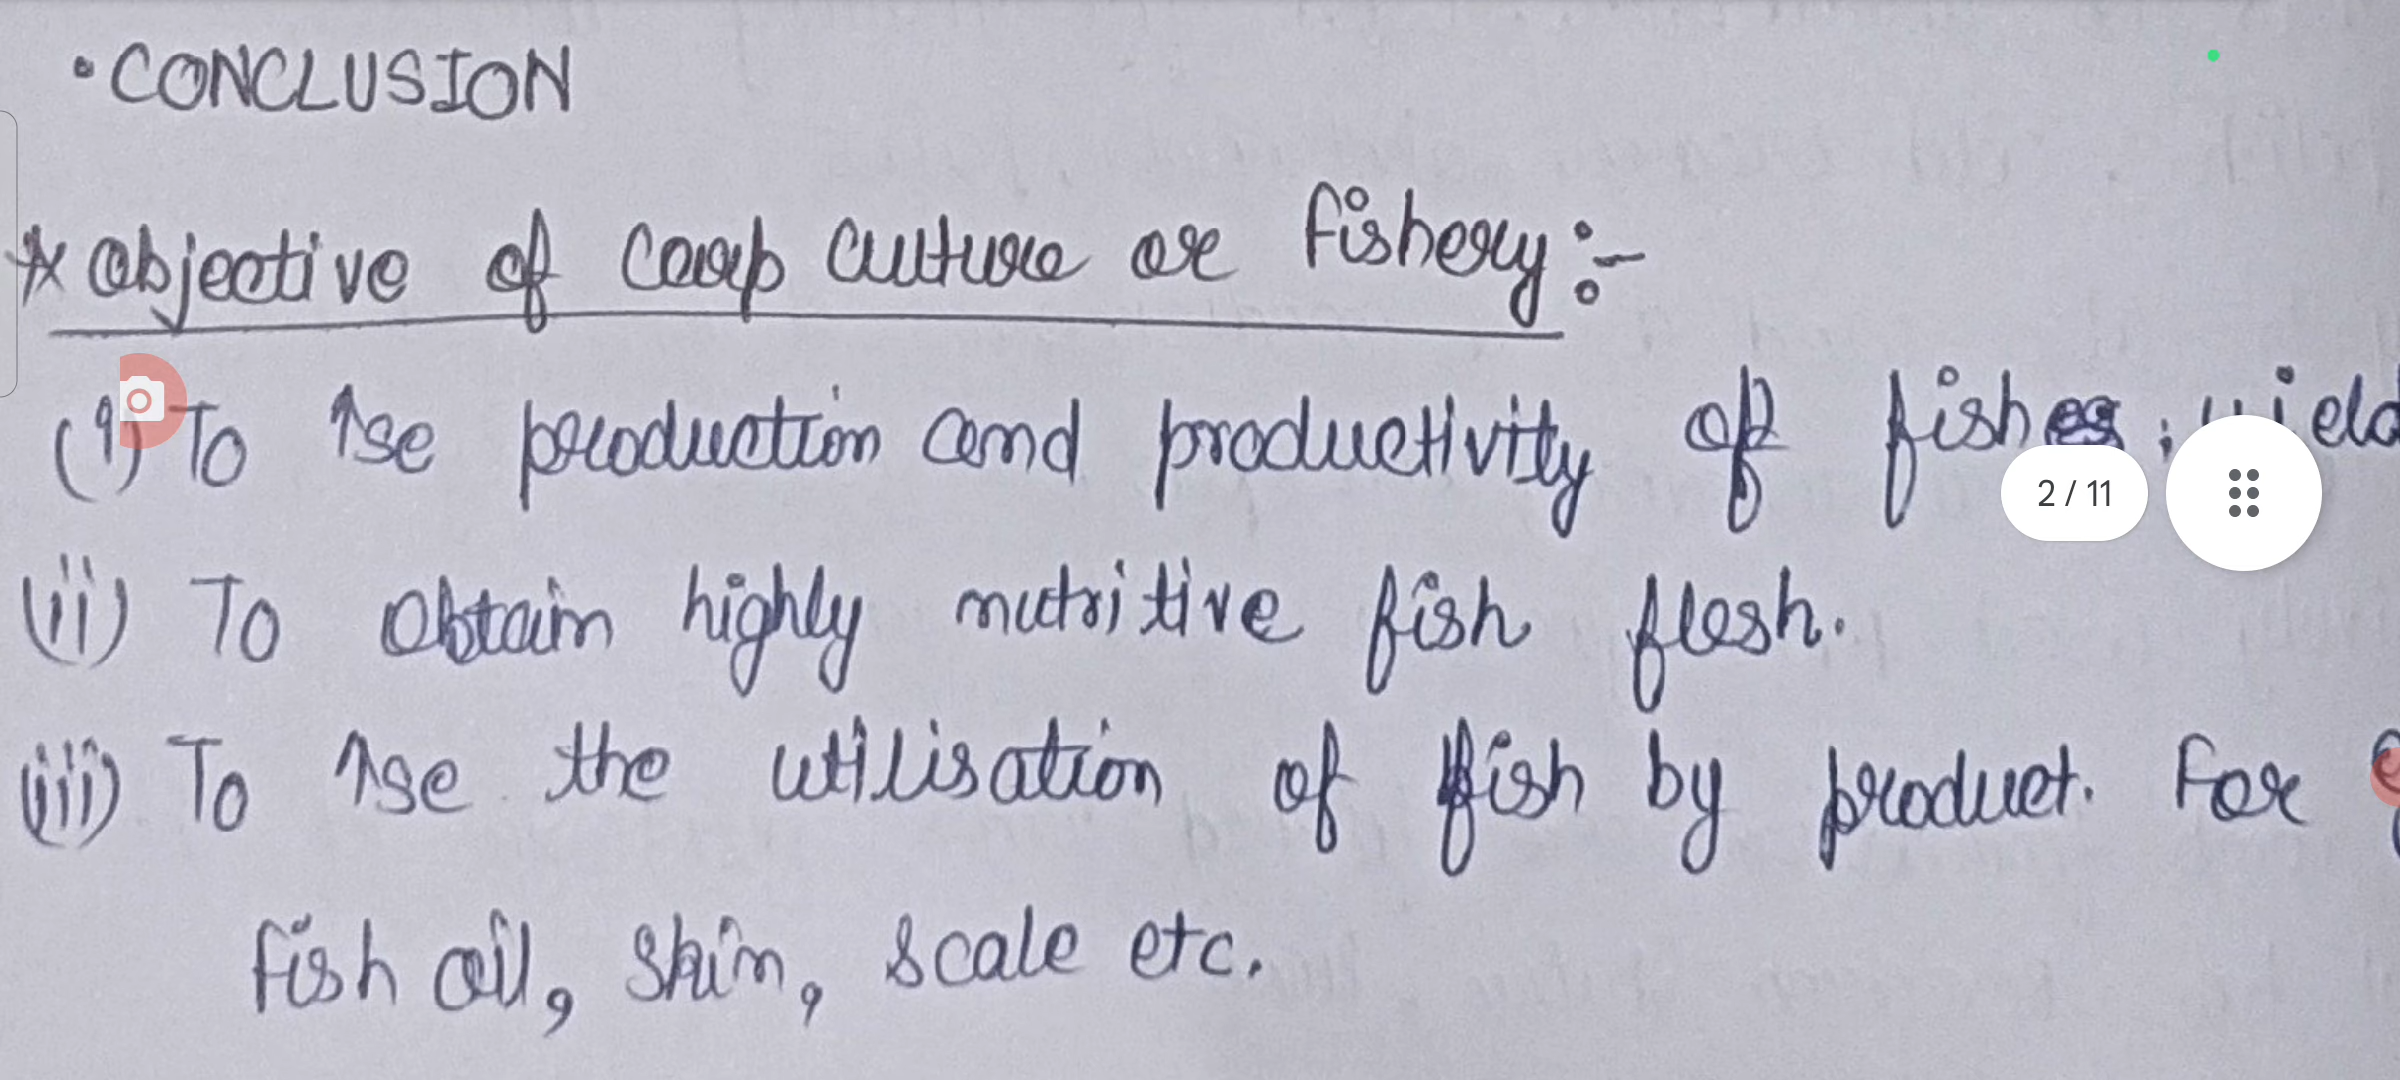 • CONCLUSION
* Objective of Carp Culture or Fishery :-
(i) To ↑se production and productivity of fishes; yield
2 / 11
(ii) To Obtain highly nutritive fish flesh.
(iii) To ↑se the utilisation of fish by product. For
fish oil, skin, scale etc.